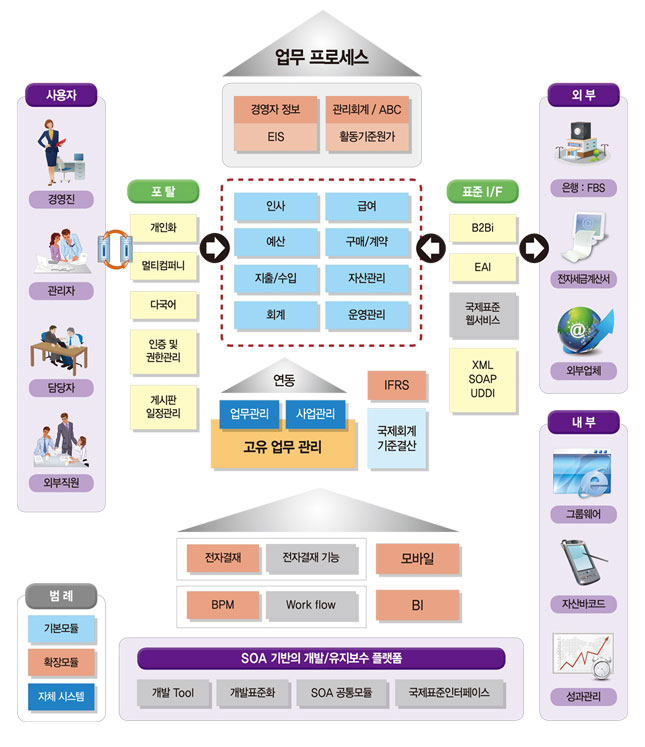 업무 프로세스
경영자 정보
EIS
관리회계 / ABC
활동기준원가
사용자
경영진
관리자
담당자
외부직원
포 탈
개인화
멀티컴퍼니
다국어
인증 및
권한관리
게시판
일정관리
인사
급여
예산
구매/계약
지출/수입
자산관리
회계
운영관리
표준 I/F
B2Bi
EAI
국제표준
웹서비스
XML
SOAP
UDDI
외 부
은행 : FBS
전자세금계산서
외부업체
연동
업무관리
사업관리
고유 업무 관리
IFRS
국제회계
기준결산
내 부
그룹웨어
자산바코드
성과관리
전자결재
전자결재 기능
모바일
BPM
Work flow
BI
범 례
기본모듈
확장모듈
자체 시스템
SOA 기반의 개발/유지보수 플랫폼
개발 Tool
개발표준화
SOA 공통모듈
국제표준인터페이스